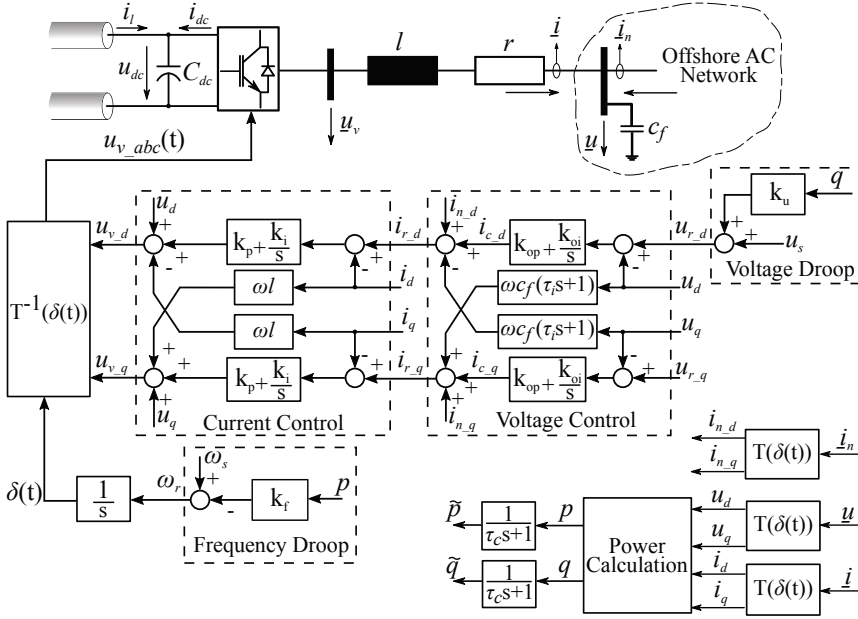 i_l
i_dc
u_dc
C_dc
l
r
i
i_n
Offshore AC
Network
u_v
u
c_f
u_v_abc(t)
q
k_u
+
+
u_s
Voltage Droop
u_r_d
u_d
+
+
-
u_v_d
k_p+k_i/s
+
-
i_r_d
i_n_d
+
+
-
i_c_d
k_op+k_oi/s
+
-
ωl
i_d
ωc_f(τ_i s+1)
u_d
T⁻¹(δ(t))
ωl
i_q
ωc_f(τ_i s+1)
u_q
u_v_q
+
+
+
k_p+k_i/s
-
+
i_r_q
+
+
+
i_c_q
k_op+k_oi/s
-
+
u_r_q
u_q
Current Control
i_n_q
Voltage Control
δ(t)
1/s
ω_r
ω_s
+
-
k_f
p
Frequency Droop
i_n_d
i_n_q
T(δ(t))
i_n
p̃
1/(τ_c s+1)
p
Power
Calculation
u_d
u_q
T(δ(t))
u
q̃
1/(τ_c s+1)
q
i_d
i_q
T(δ(t))
i